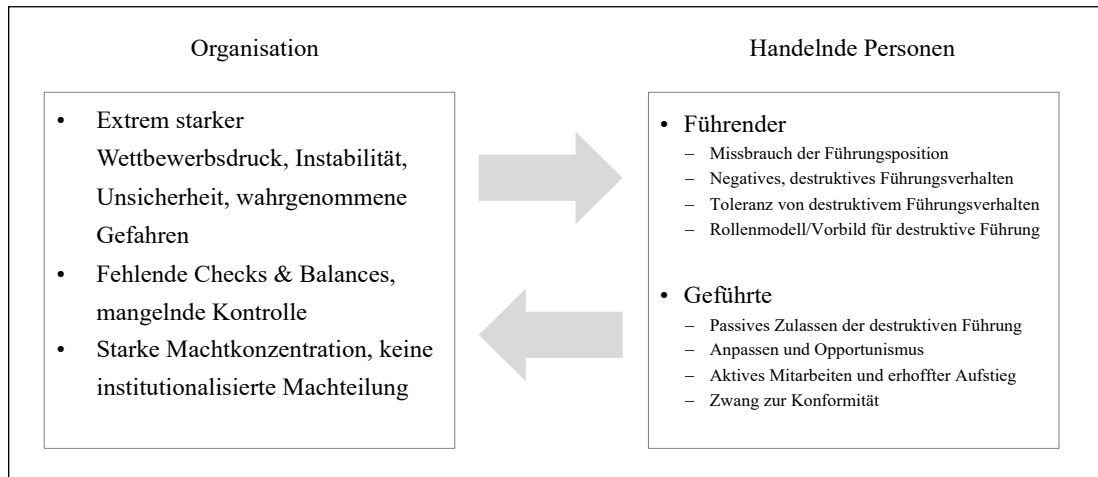 Organisation
• Extrem starker
Wettbewerbsdruck, Instabilität,
Unsicherheit, wahrgenommene
Gefahren
• Fehlende Checks & Balances,
mangelnde Kontrolle
• Starke Machtkonzentration, keine
institutionalisierte Machteilung
Handelnde Personen
• Führender
– Missbrauch der Führungsposition
– Negatives, destruktives Führungsverhalten
– Toleranz von destruktivem Führungsverhalten
– Rollenmodell/Vorbild für destruktive Führung
• Geführte
– Passives Zulassen der destruktiven Führung
– Anpassen und Opportunismus
– Aktives Mitarbeiten und erhoffter Aufstieg
– Zwang zur Konformität